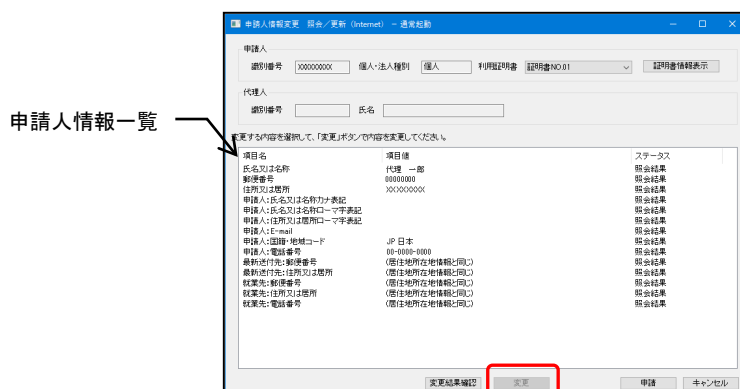 申請人情報変更 照会／更新（Internet） － 通常起動
申請人
識別番号 XXXXXXXXX 個人・法人種別 個人 利用証明書 証明書NO.01 証明書情報表示
代理人
識別番号 氏名
申請人情報一覧
変更する内容を選択して、「変更」ボタンで内容を変更してください。
項目名 項目値 ステータス
氏名又は名称 代理　一郎 照会結果
郵便番号 00000000 照会結果
住所又は居所 XXXXXXXXX 照会結果
申請人:氏名又は名称カナ表記 照会結果
申請人:氏名又は名称ローマ字表記 照会結果
申請人:住所又は居所ローマ字表記 照会結果
申請人:E-mail 照会結果
申請人:国籍・地域コード JP 日本 照会結果
申請人:電話番号 00-0000-0000 照会結果
最新送付先:郵便番号 (居住地所在地情報と同じ) 照会結果
最新送付先:住所又は居所 (居住地所在地情報と同じ) 照会結果
就業先:郵便番号 (居住地所在地情報と同じ) 照会結果
就業先:住所又は居所 (居住地所在地情報と同じ) 照会結果
就業先:電話番号 (居住地所在地情報と同じ) 照会結果
変更結果確認 変更 申請 キャンセル